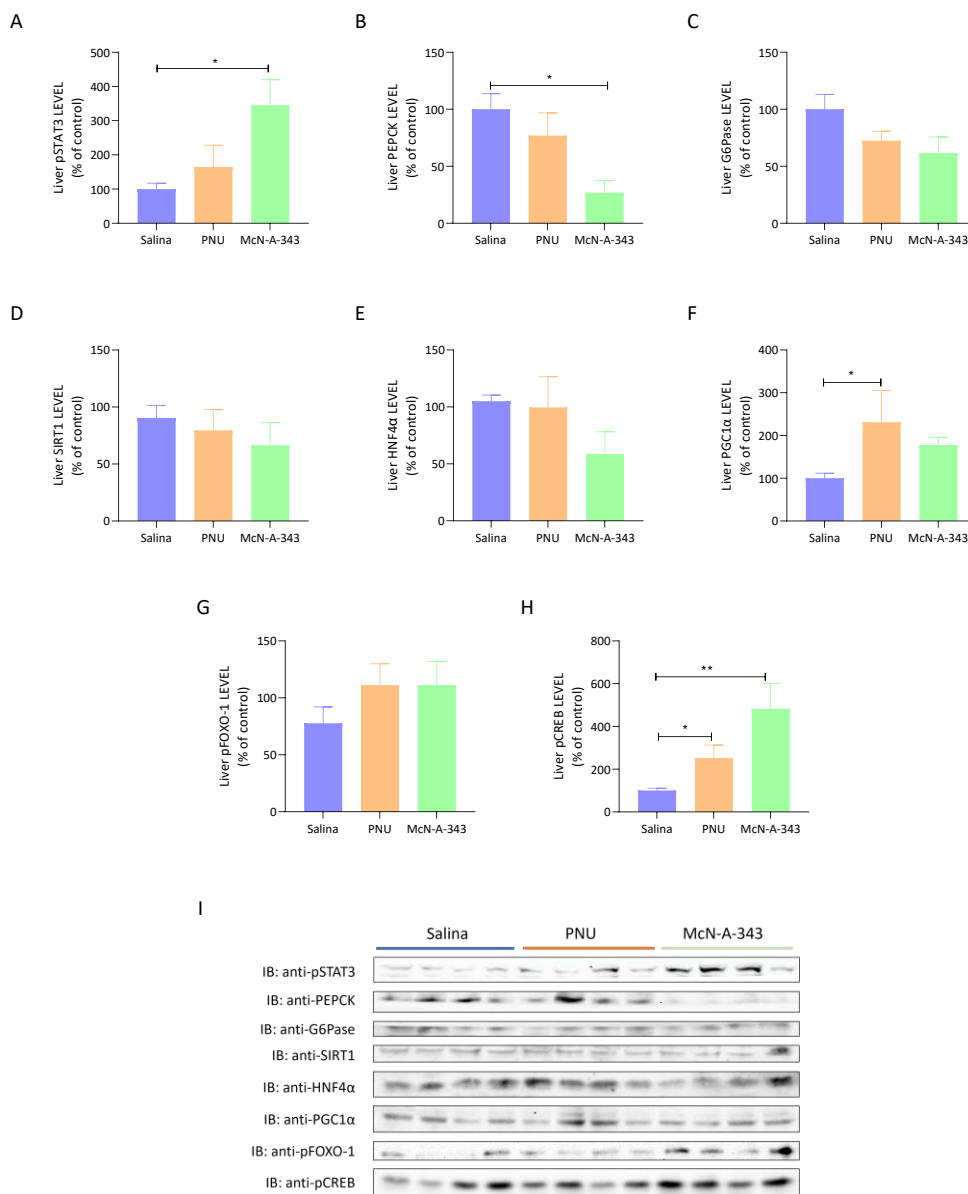 A
B
C
Liver pSTAT3 LEVEL
(% of control)
500
400
300
200
100
0
*
Salina PNU McN-A-343
Liver PEPCK LEVEL
(% of control)
150
100
50
0
*
Salina PNU McN-A-343
Liver G6Pase LEVEL
(% of control)
150
100
50
0
Salina PNU McN-A-343
D
E
F
Liver SIRT1 LEVEL
(% of control)
150
100
50
0
Salina PNU McN-A-343
Liver HNF4α LEVEL
(% of control)
150
100
50
0
Salina PNU McN-A-343
Liver PGC1α LEVEL
(% of control)
400
300
200
100
0
*
Salina PNU McN-A-343
G
H
Liver pFOXO-1 LEVEL
(% of control)
150
100
50
0
Salina PNU McN-A-343
Liver pCREB LEVEL
(% of control)
800
600
400
200
0
**
*
Salina PNU McN-A-343
I
Salina PNU McN-A-343
IB: anti-pSTAT3
IB: anti-PEPCK
IB: anti-G6Pase
IB: anti-SIRT1
IB: anti-HNF4α
IB: anti-PGC1α
IB: anti-pFOXO-1
IB: anti-pCREB